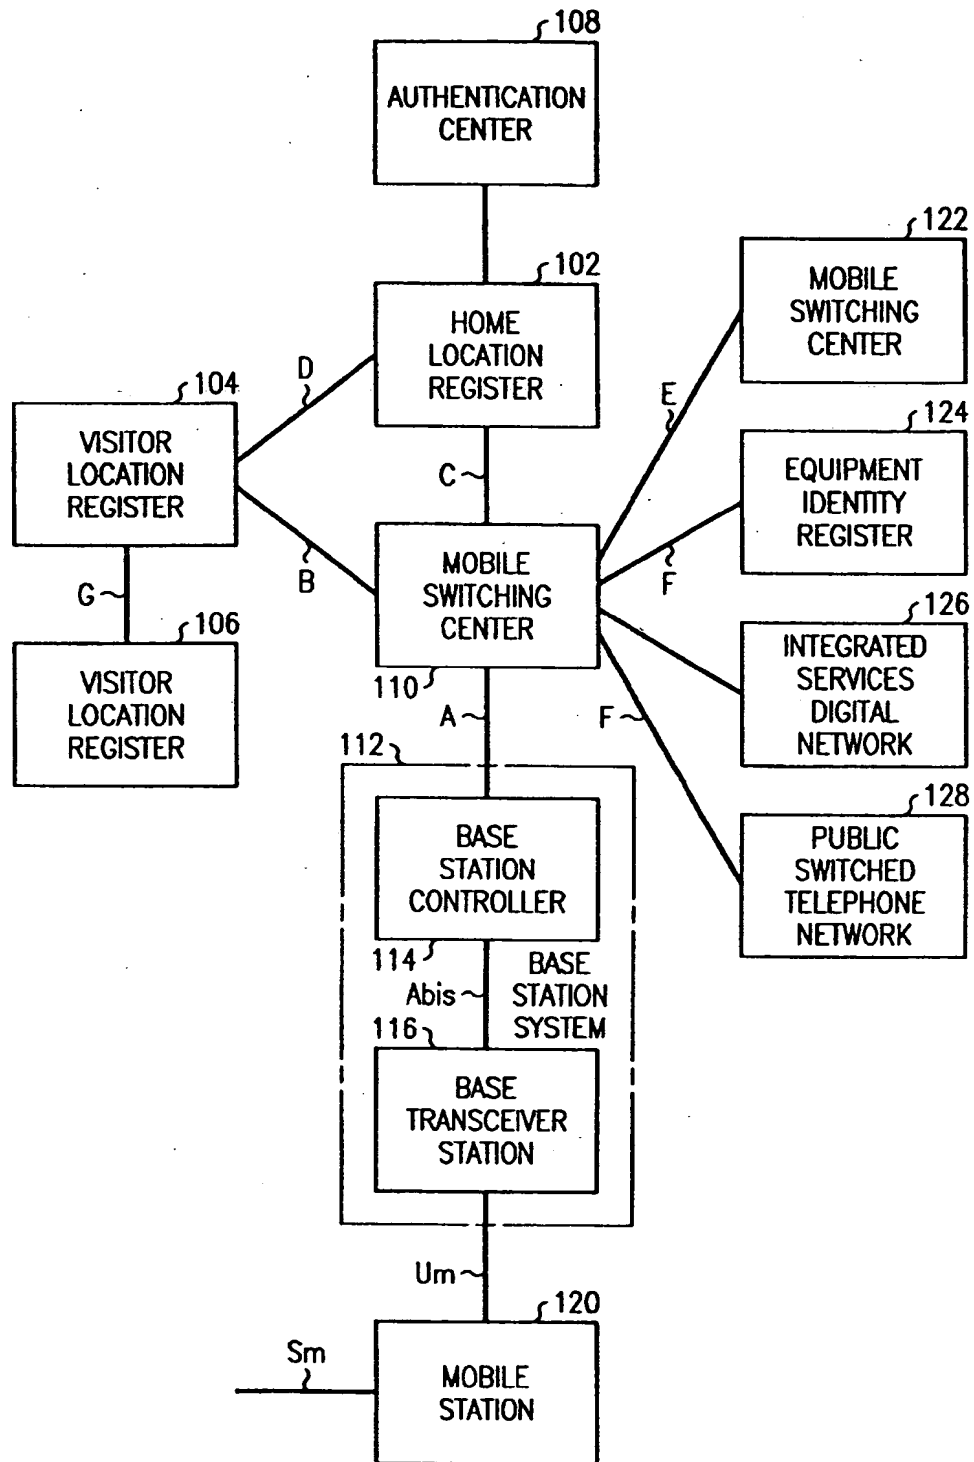 108
AUTHENTICATION
CENTER
102
HOME
LOCATION
REGISTER
122
MOBILE
SWITCHING
CENTER
D
104
VISITOR
LOCATION
REGISTER
E
124
EQUIPMENT
IDENTITY
REGISTER
C
B
F
G
MOBILE
SWITCHING
CENTER
110
106
VISITOR
LOCATION
REGISTER
126
INTEGRATED
SERVICES
DIGITAL
NETWORK
A
F
112
BASE
STATION
CONTROLLER
114
128
PUBLIC
SWITCHED
TELEPHONE
NETWORK
Abis
BASE
STATION
SYSTEM
116
BASE
TRANSCEIVER
STATION
Um
120
Sm
MOBILE
STATION